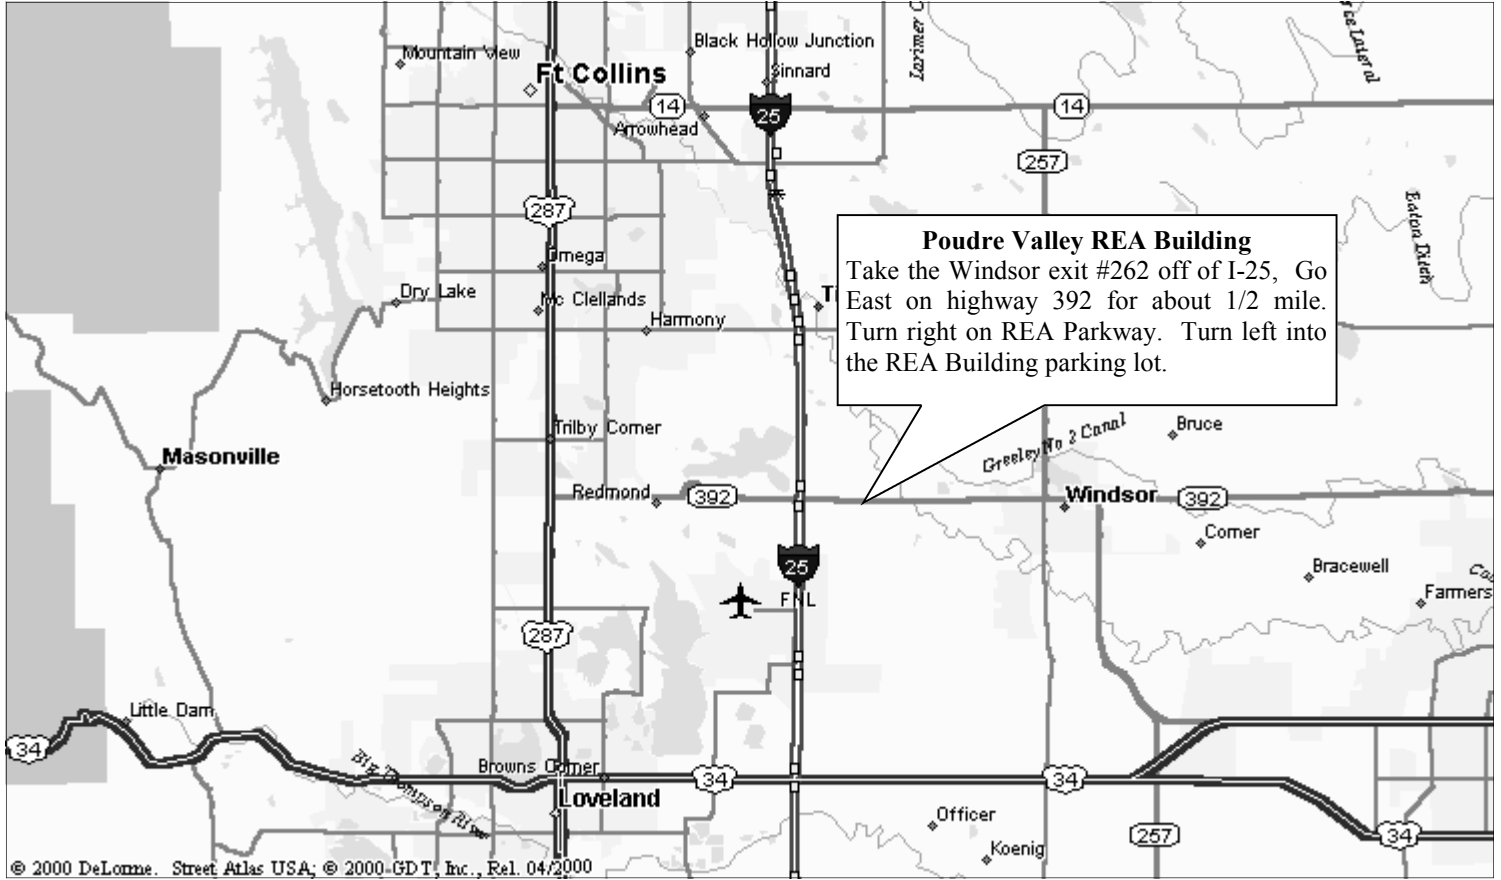 Mountain View
Ft Collins
Black Hollow Junction
Sinnard
14
25
14
Arrowhead
257
287
Omega
Dry Lake
Mc Clellands
Harmony
Poudre Valley REA Building
Take the Windsor exit #262 off of I-25, Go
East on highway 392 for about 1/2 mile.
Turn right on REA Parkway. Turn left into
the REA Building parking lot.
Eaton Ditch
Horsetooth Heights
Trilby Corner
Masonville
Greeley No 2 Canal
Bruce
Redmond
392
Windsor
392
Corner
25
Bracewell
FNL
Farmers
287
Little Dam
34
Big Thompson River
Browns Corner
34
34
Loveland
Officer
257
34
Koenig
© 2000 DeLorme. Street Atlas USA; © 2000 GDT, Inc., Rel. 04/2000